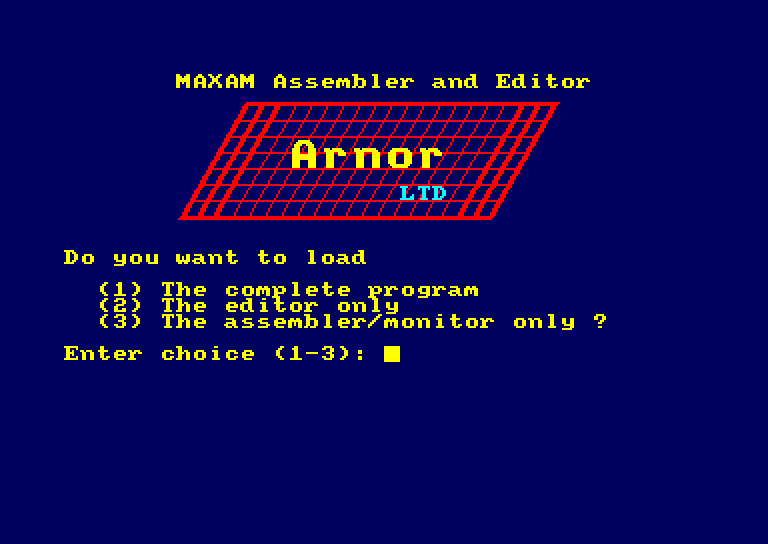 MAXAM Assembler and Editor
Arnor
LTD
Do you want to load
(1) The complete program
(2) The editor only
(3) The assembler/monitor only ?
Enter choice (1-3):